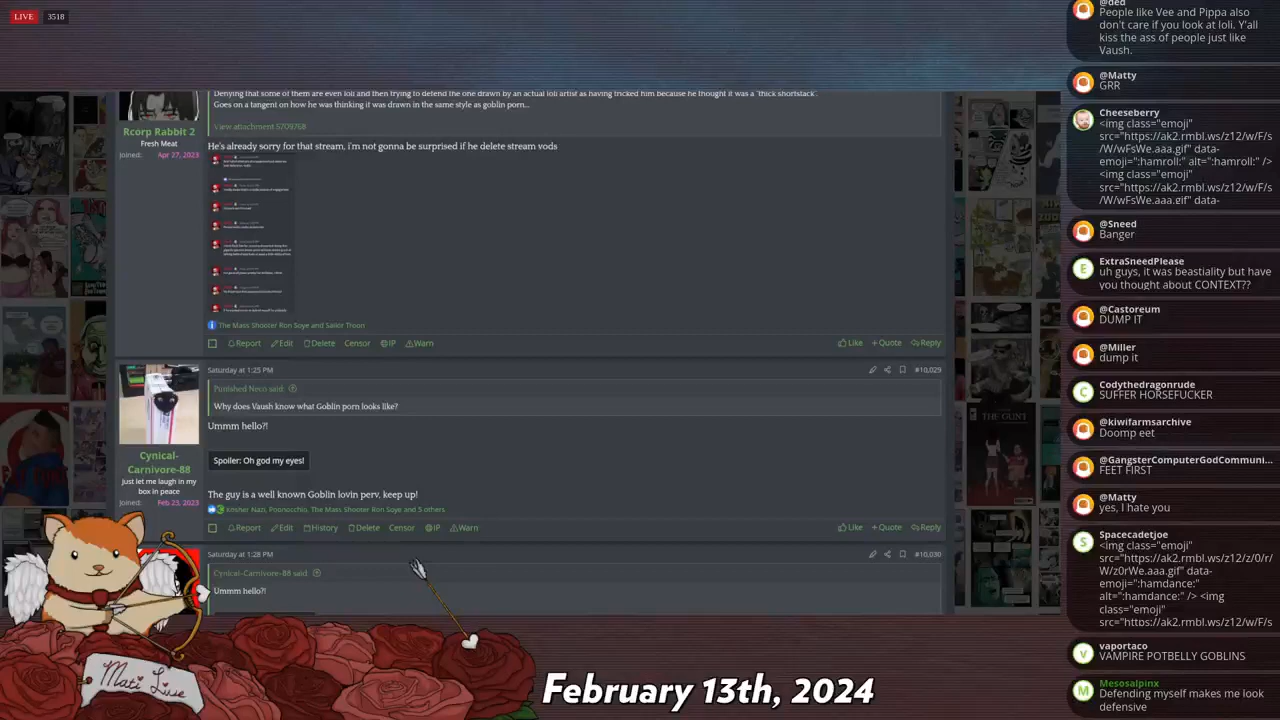 LIVE 3518
Denying that some of them are even loli and then trying to defend the one drawn by an actual loli artist as having tricked him because he thought it was a "thick shortstack".
Goes on a tangent on how he was thinking it was drawn in the same style as goblin porn...
View attachment 5709768
Rcorp Rabbit 2
Fresh Meat
Joined: Apr 27, 2023
He's already sorry for that stream, i'm not gonna be surprised if he delete stream vods
The Mass Shooter Ron Soye and Salkir Troon
Report Edit Delete Censor IP Warn
Like +Quote Reply
Saturday at 1:25 PM
#10,029
Punished Neco said:
Why does Vaush know what Goblin porn looks like?
Ummm hello?!
Spoiler: Oh god my eyes!
Cynical-
Carnivore-88
Just let me laugh in my
box in peace
Joined: Feb 23, 2023
The guy is a well known Goblin lovin perv, keep up!
Kosher Nazi, Poonocchio, The Mass Shooter Ron Soye and 5 others
Report Edit History Delete Censor IP Warn
Like +Quote Reply
Saturday at 1:28 PM
#10,030
Cynical-Carnivore-88 said:
Ummm hello?!
Mati Live
February 13th, 2024
@ded
People like Vee and Pippa also
don't care if you look at loli. Y'all
kiss the ass of people just like
Vaush.
@Matty
GRR
Cheeseberry
<img class="emoji"
src="https://ak2.rmbl.ws/z12/F/s
/W/wFsWe.aaa.gif" data-
emoji=":hamroll:" alt=":hamroll:" />
<img class="emoji"
src="https://ak2.rmbl.ws/z12/w/F/s
/W/wFsWe.aaa.gif" data-
@Sneed
Banger
E ExtraSneedPlease
Guys, it was beastiality but have
you thought about CONTEXT??
@Castoreum
DUMP IT
@Miller
dump it
C Codythedragonrude
SUFFER HORSEFUCKER
@kiwifarmsarchive
Doomp eet
@GangsterComputerGodCommuni...
FEET FIRST
@Matty
yes, I hate you
S Spacecadetjoe
<img class="emoji"
src="https://ak2.rmbl.ws/z12/z/0/r/
W/z0rWe.aaa.gif" data-
emoji=":hamdance:"
alt=":hamdance:" /> <img
class="emoji"
src="https://ak2.rmbl.ws/z12/w/F/s
v vaportaco
VAMPIRE POTBELLY GOBLINS
M Mesosalpinx
Defending myself makes me look
defensive
THE GUNT